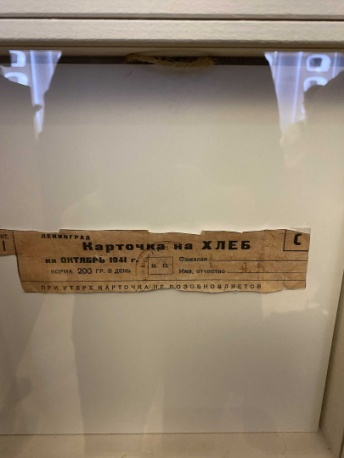 ЛЕНИНГРАД
Карточка на ХЛЕБ
С
на ОКТЯБРЬ 1941 г.
Фамилия
НОРМА 200 ГР. В ДЕНЬ
М. П.
Имя, отчество
ПРИ УТЕРЕ КАРТОЧКА НЕ ВОЗОБНОВЛЯЕТСЯ